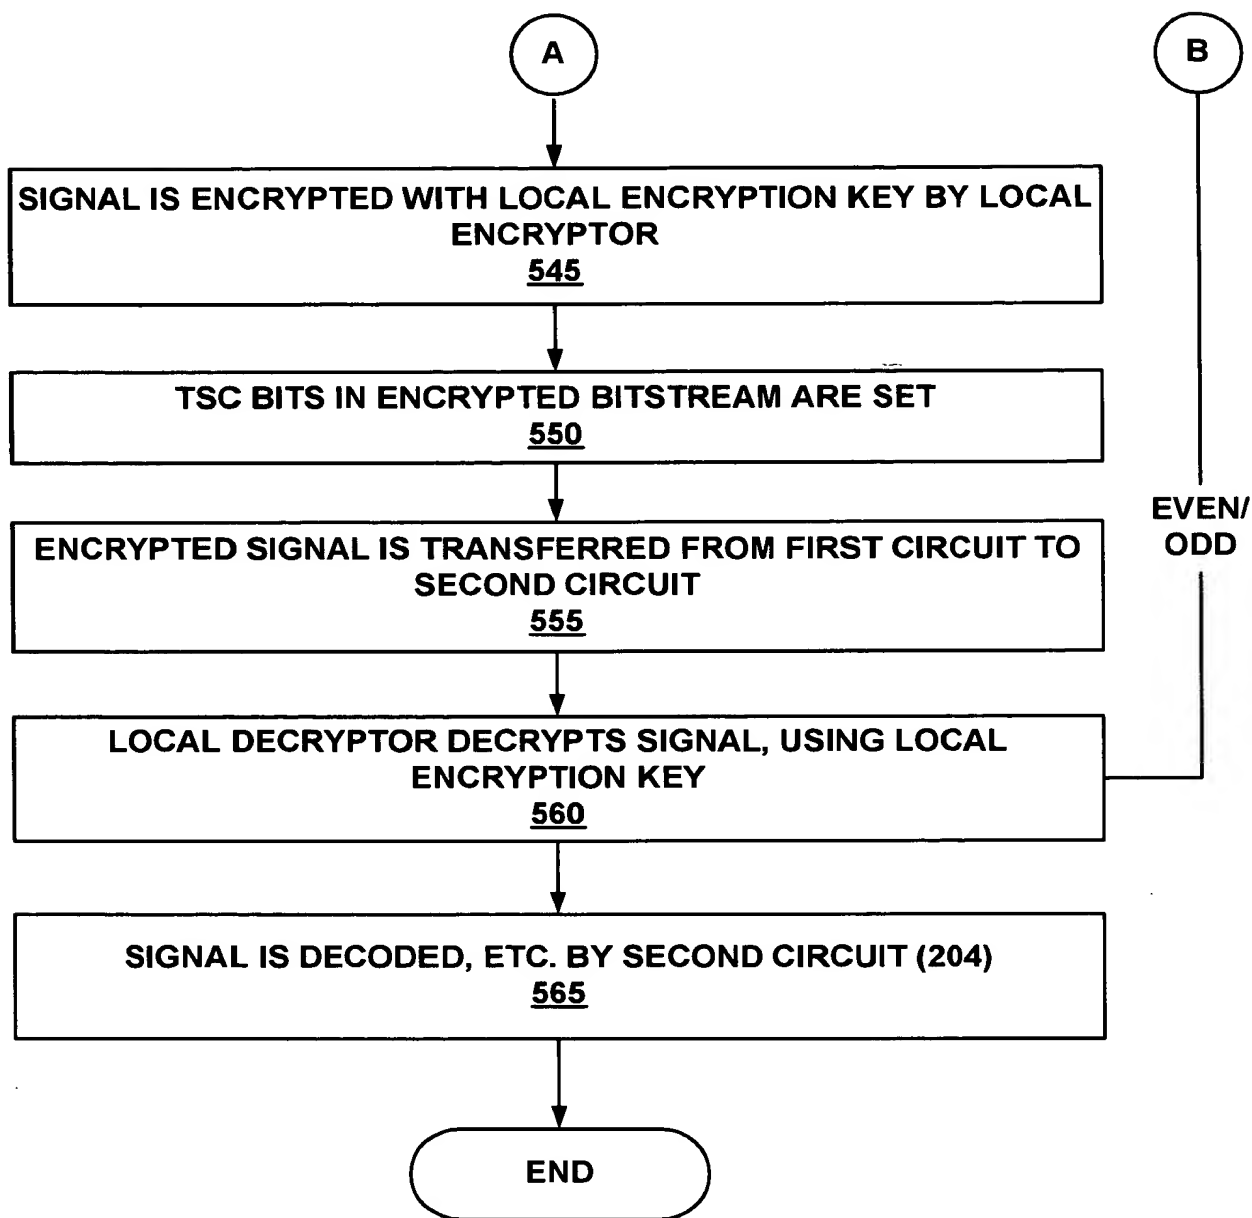 A
B
SIGNAL IS ENCRYPTED WITH LOCAL ENCRYPTION KEY BY LOCAL
ENCRYPTOR
545
TSC BITS IN ENCRYPTED BITSTREAM ARE SET
550
EVEN/
ODD
ENCRYPTED SIGNAL IS TRANSFERRED FROM FIRST CIRCUIT TO
SECOND CIRCUIT
555
LOCAL DECRYPTOR DECRYPTS SIGNAL, USING LOCAL
ENCRYPTION KEY
560
SIGNAL IS DECODED, ETC. BY SECOND CIRCUIT (204)
565
END